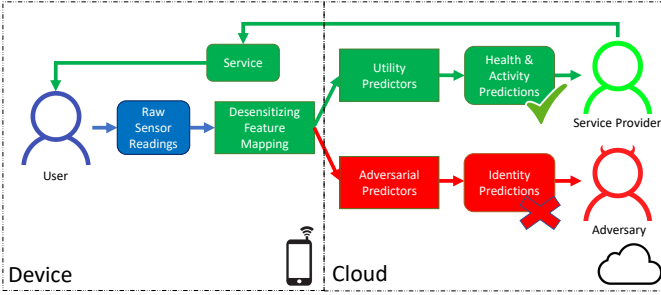 Service
Utility
Predictors
Health &
Activity
Predictions
Service Provider
Raw
Sensor
Readings
Desensitizing
Feature
Mapping
User
Adversarial
Predictors
Identity
Predictions
Adversary
Device
Cloud